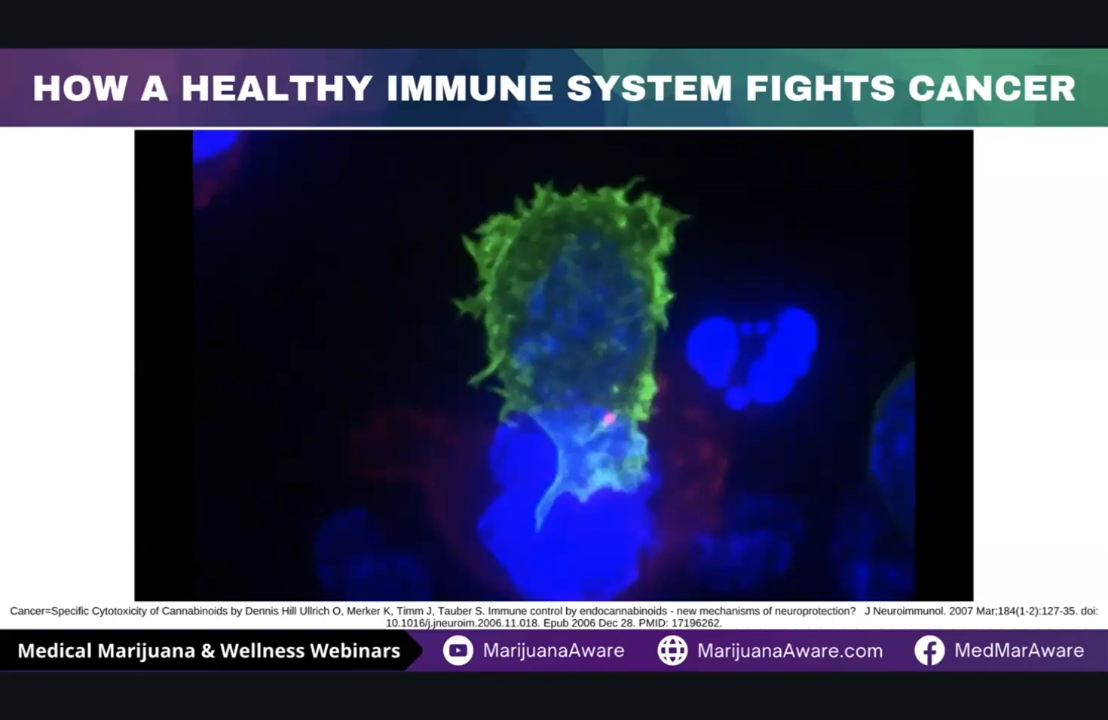 HOW A HEALTHY IMMUNE SYSTEM FIGHTS CANCER
Cancer=Specific Cytotoxicity of Cannabinoids by Dennis Hill Ullrich O, Merker K, Timm J, Tauber S. Immune control by endocannabinoids - new mechanisms of neuroprotection? J Neuroimmunol. 2007 Mar;184(1-2):127-35. doi:
10.1016/j.jneuroim.2006.11.018. Epub 2006 Dec 28. PMID: 17196262.
Medical Marijuana & Wellness Webinars MarijuanaAware MarijuanaAware.com MedMarAware